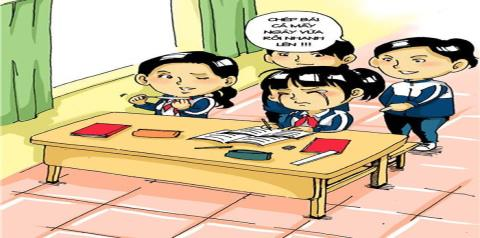 CHÉP BÀI
CẢ MẤY
NGÀY VỪA
RỒI NHANH
LÊN !!!